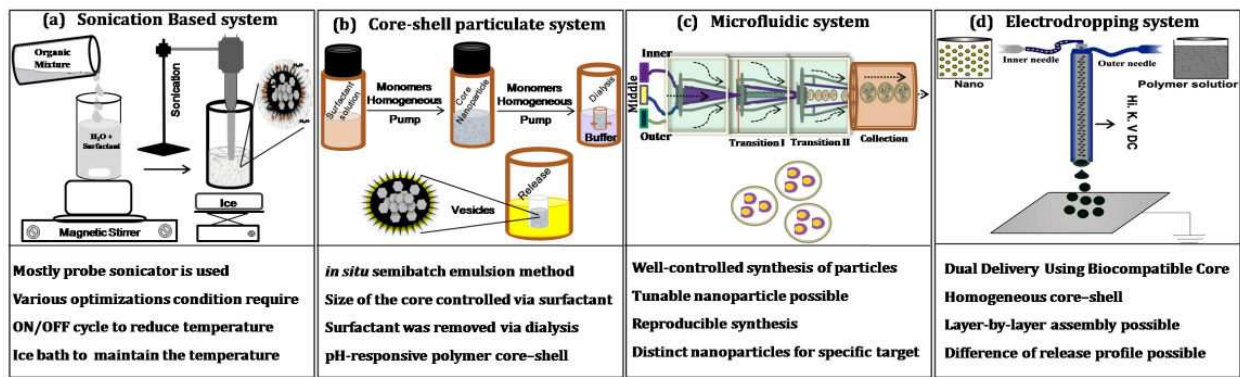 (a) Sonication Based system
Organic
Mixture
Sonication
H₂O +
Surfactant
Ice
Magnetic Stirrer
Mostly probe sonicator is used
Various optimizations condition require
ON/OFF cycle to reduce temperature
Ice bath to maintain the temperature
(b) Core-shell particulate system
Surfactant solution
Monomers
Homogeneous
Pump
Core
Nanoparticle
Monomers
Homogeneous
Pump
Dialysis
Buffer
Vesicles
Release
in situ semibatch emulsion method
Size of the core controlled via surfactant
Surfactant was removed via dialysis
pH-responsive polymer core–shell
(c) Microfluidic system
Inner
Middle
Outer
Transition I
Transition II
Collection
Well-controlled synthesis of particles
Tunable nanoparticle possible
Reproducible synthesis
Distinct nanoparticles for specific target
(d) Electrodropping system
Inner needle
Outer needle
Nano
Polymer solution
Hi. K. V DC
Dual Delivery Using Biocompatible Core
Homogeneous core–shell
Layer-by-layer assembly possible
Difference of release profile possible